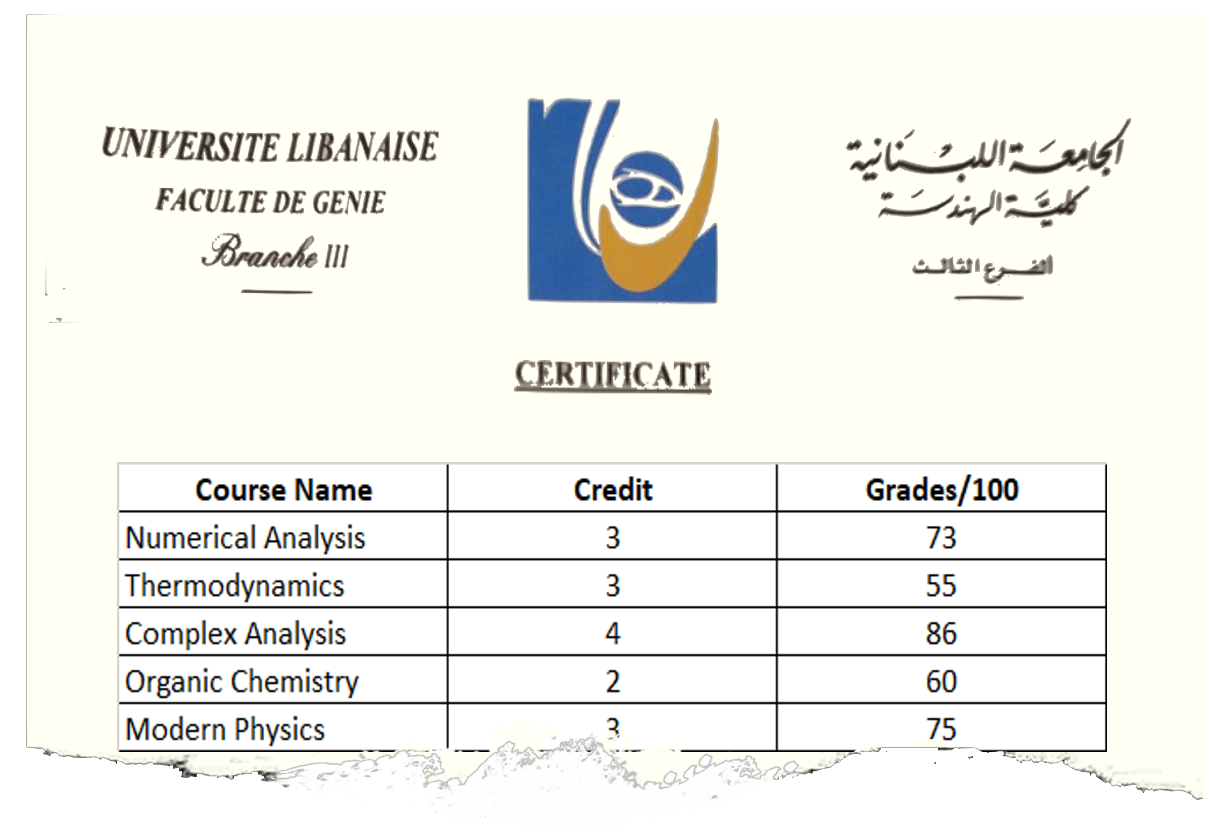 UNIVERSITE LIBANAISE
FACULTE DE GENIE
Branche III
الجامعة اللبنانية
كلية الهندسة
الفرع الثالث
CERTIFICATE
Course Name Credit Grades/100
Numerical Analysis 3 73
Thermodynamics 3 55
Complex Analysis 4 86
Organic Chemistry 2 60
Modern Physics 3 75